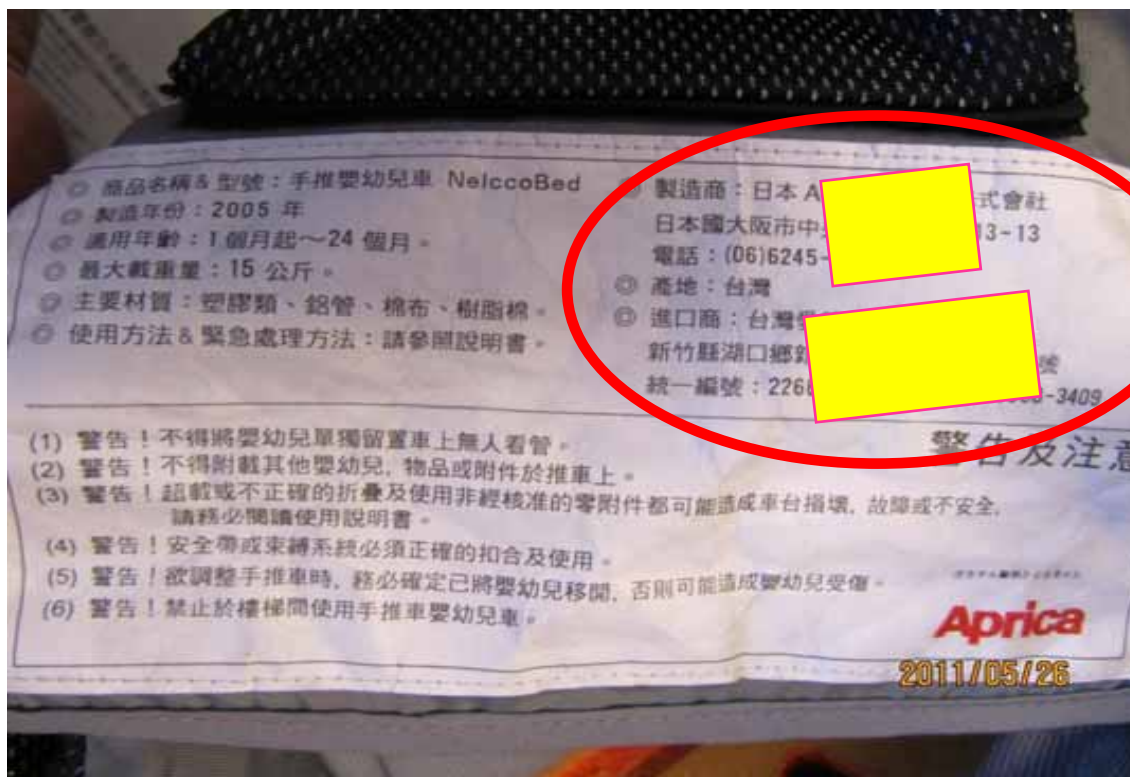 ◎ 商品名稱&型號：手推嬰幼兒車 NelccoBed
◎ 製造年份：2005 年
◎ 適用年齡：1 個月起～24 個月。
◎ 最大載重量：15 公斤。
◎ 主要材質：塑膠類、鋁管、棉布、樹脂棉。
◎ 使用方法&緊急處理方法：請參照說明書。
◎ 製造商：日本 A 式會社
日本國大阪市中 13-13
電話：(06)6245-
◎ 產地：台灣
◎ 進口商：台灣
新竹縣湖口鄉 號
統一編號：226 -3409
警告及注意
(1) 警告！不得將嬰幼兒單獨留置車上無人看管。
(2) 警告！不得附載其他嬰幼兒, 物品或附件於推車上。
(3) 警告！超載或不正確的折疊及使用非經核准的零附件都可能造成車台損壞, 故障或不安全,
請務必閱讀使用說明書。
(4) 警告！安全帶或束縛系統必須正確的扣合及使用。
(5) 警告！欲調整手推車時, 務必確定已將嬰幼兒移開, 否則可能造成嬰幼兒受傷。
(6) 警告！禁止於樓梯間使用手推車嬰幼兒車。
Aprica
2011/05/26